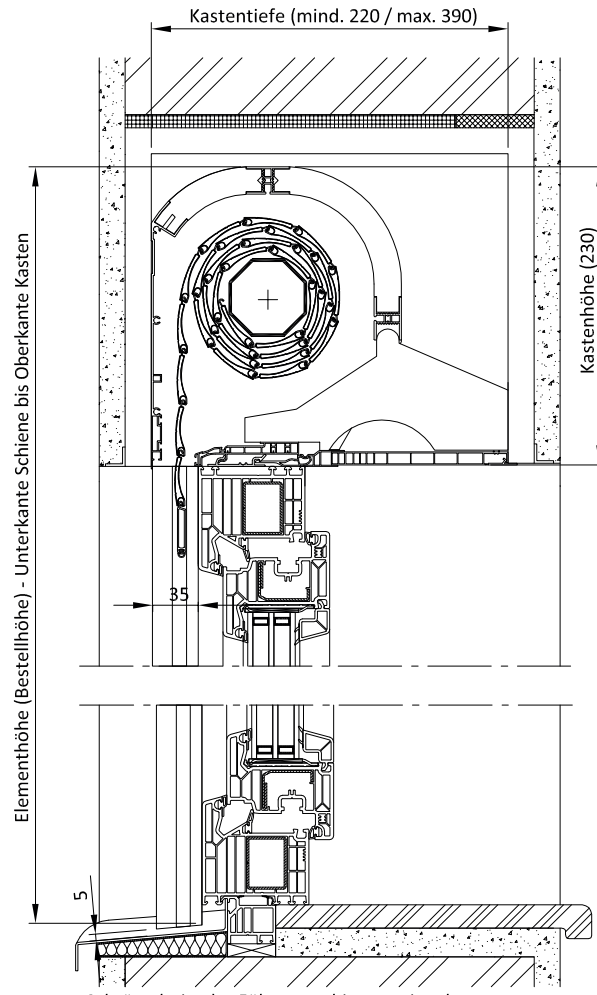 Kastentiefe (mind. 220 / max. 390)
Elementhöhe (Bestellhöhe) - Unterkante Schiene bis Oberkante Kasten
Kastenhöhe (230)
35
5